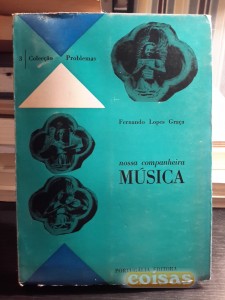 3 Colecção Problemas
Fernando Lopes Graça
nossa companheira
MÚSICA
PORTUGÁLIA EDITORA
coisas